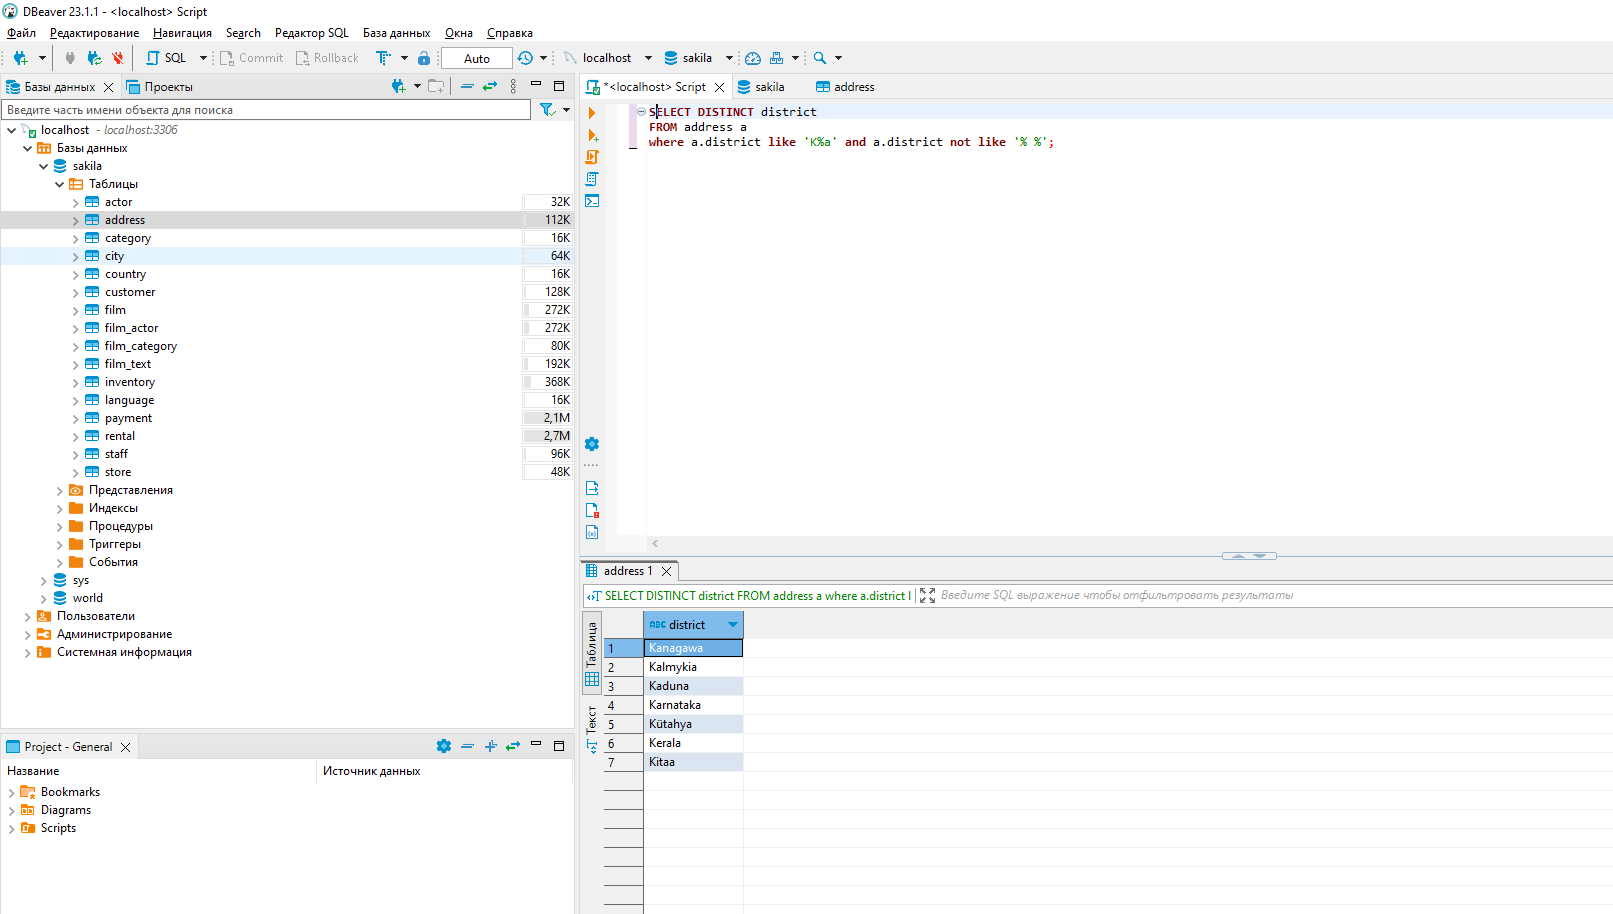 DBeaver 23.1.1 - <localhost> Script
Файл Редактирование Навигация Search Редактор SQL База данных Окна Справка
SQL Commit Rollback Auto localhost sakila
Базы данных Проекты
Введите часть имени объекта для поиска
localhost - localhost:3306
Базы данных
sakila
Таблицы
actor 32K
address 112K
category 16K
city 64K
country 16K
customer 128K
film 272K
film_actor 272K
film_category 80K
film_text 192K
inventory 368K
language 16K
payment 2,1M
rental 2,7M
staff 96K
store 48K
Представления
Индексы
Процедуры
Триггеры
События
sys
world
Пользователи
Администрирование
Системная информация
Project - General
Название Источник данных
Bookmarks
Diagrams
Scripts
*<localhost> Script sakila address
SELECT DISTINCT district
FROM address a
where a.district like 'K%a' and a.district not like '% %';
address 1
SELECT DISTINCT district FROM address a where a.district l Введите SQL выражение чтобы отфильтровать результаты
Таблица
Текст
ABC district
1 Kanagawa
2 Kalmykia
3 Kaduna
4 Karnataka
5 Kütahya
6 Kerala
7 Kitaa